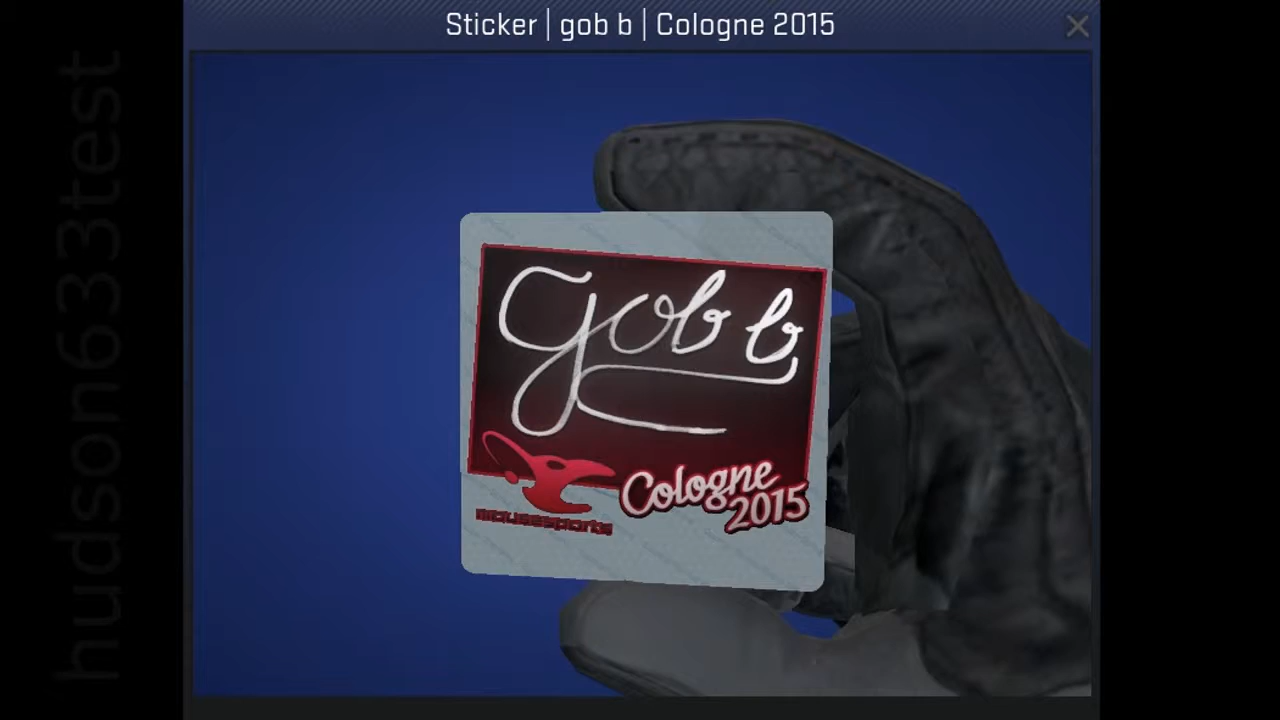 Sticker | gob b | Cologne 2015
hudson633test
gob b
mousesports
Cologne
2015